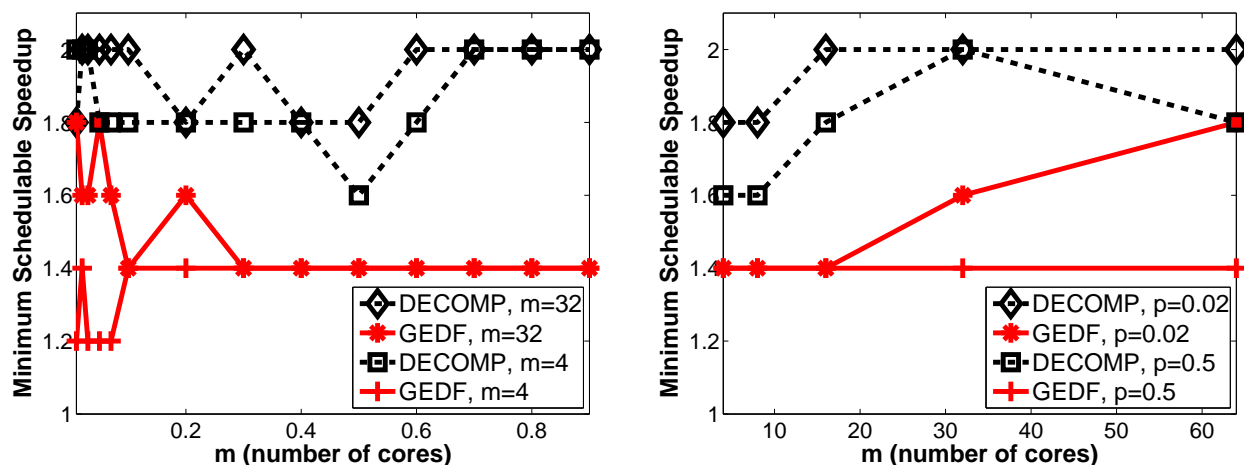 Minimum Schedulable Speedup
2
1.8
1.6
1.4
1.2
1
0.2 0.4 0.6 0.8
m (number of cores)
DECOMP, m=32
GEDF, m=32
DECOMP, m=4
GEDF, m=4
Minimum Schedulable Speedup
2
1.8
1.6
1.4
1.2
1
10 20 30 40 50 60
m (number of cores)
DECOMP, p=0.02
GEDF, p=0.02
DECOMP, p=0.5
GEDF, p=0.5